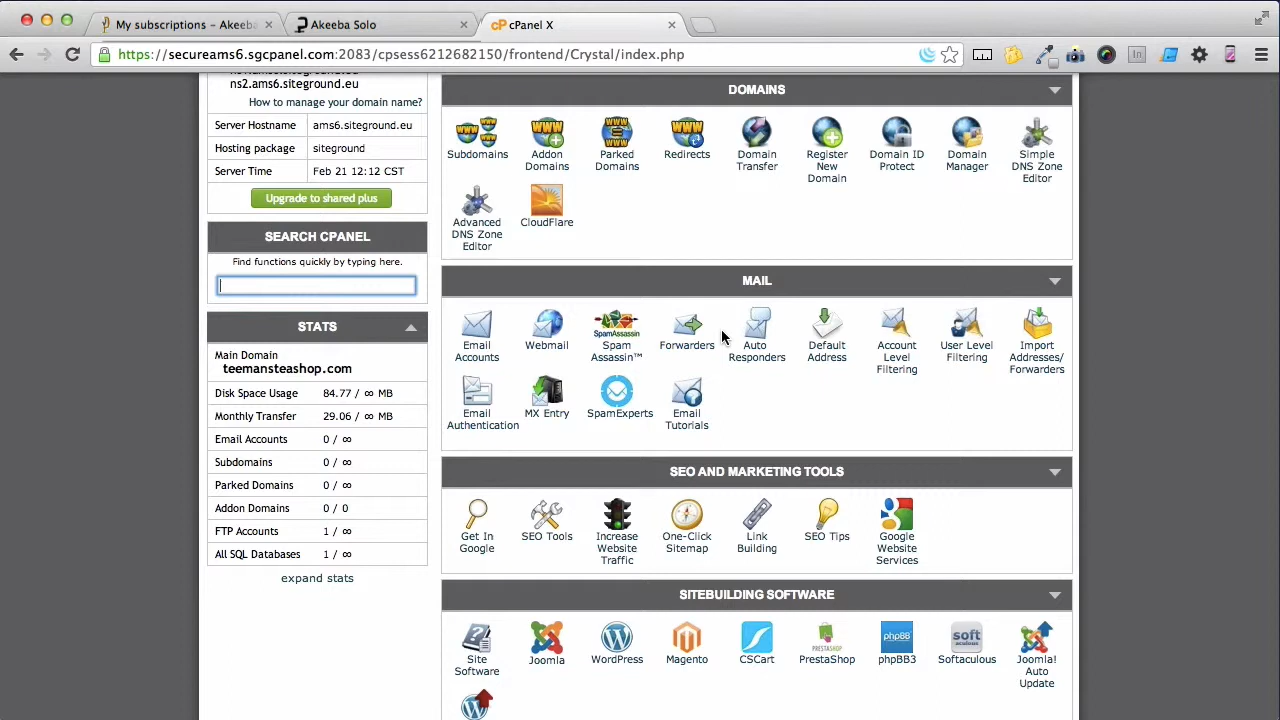 My subscriptions – Akeeba
Akeeba Solo
cP cPanel X
https://secureams6.sgcpanel.com:2083/cpsess6212682150/frontend/Crystal/index.php
ns2.ams6.siteground.eu
How to manage your domain name?
Server Hostname ams6.siteground.eu
Hosting package siteground
Server Time Feb 21 12:12 CST
Upgrade to shared plus
SEARCH CPANEL
Find functions quickly by typing here.
STATS
Main Domain
teemansteashop.com
Disk Space Usage 84.77 / ∞ MB
Monthly Transfer 29.06 / ∞ MB
Email Accounts 0 / ∞
Subdomains 0 / ∞
Parked Domains 0 / ∞
Addon Domains 0 / 0
FTP Accounts 1 / ∞
All SQL Databases 1 / ∞
expand stats
DOMAINS
Subdomains
Addon
Domains
Parked
Domains
Redirects
Domain
Transfer
Register
New
Domain
Domain ID
Protect
Domain
Manager
Simple
DNS Zone
Editor
Advanced
DNS Zone
Editor
CloudFlare
MAIL
Email
Accounts
Webmail
SpamAssassin
Spam
Assassin™
Forwarders
Auto
Responders
Default
Address
Account
Level
Filtering
User Level
Filtering
Import
Addresses/
Forwarders
Email
Authentication
MX Entry
SpamExperts
Email
Tutorials
SEO AND MARKETING TOOLS
Get In
Google
SEO Tools
Increase
Website
Traffic
One-Click
Sitemap
Link
Building
SEO Tips
Google
Website
Services
SITEBUILDING SOFTWARE
Site
Software
Joomla
WordPress
Magento
CSCart
PRESTASHOP
PrestaShop
phpBB
phpBB3
soft
aculous
Softaculous
Joomla!
Auto
Update